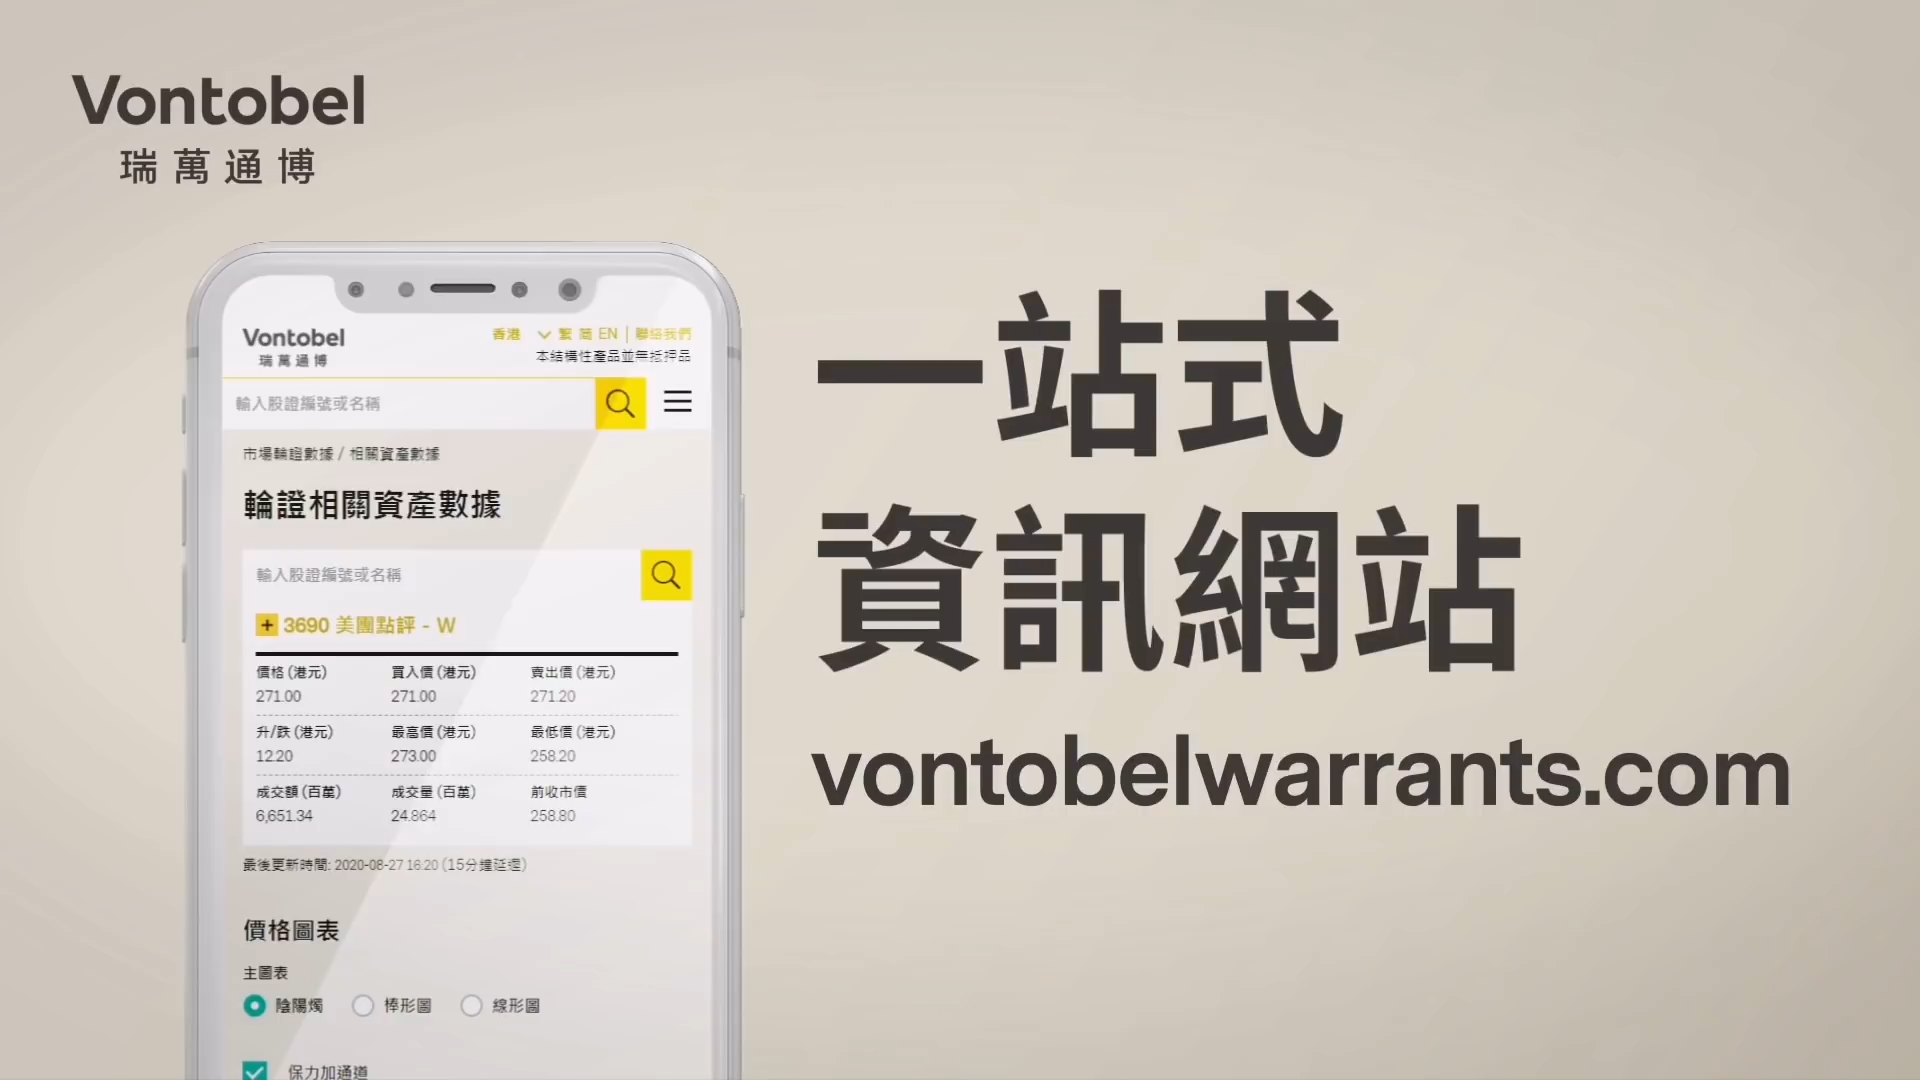 Vontobel
瑞萬通博
Vontobel
瑞萬通博
香港 繁 簡 EN | 聯絡我們
本結構性產品並無抵押品
輸入股證編號或名稱
市場輪證數據 / 相關資產數據
輪證相關資產數據
輸入股證編號或名稱
+ 3690 美團點評 - W
價格 (港元) 買入價 (港元) 賣出價 (港元)
271.00 271.00 271.20
升/跌 (港元) 最高價 (港元) 最低價 (港元)
12.20 273.00 258.20
成交額 (百萬) 成交量 (百萬) 前收市價
6,651.34 24.864 258.80
最後更新時間: 2020-08-27 16:20 (15分鐘延遲)
價格圖表
主圖表
陰陽燭 棒形圖 線形圖
保力加通道
一站式
資訊網站
vontobelwarrants.com